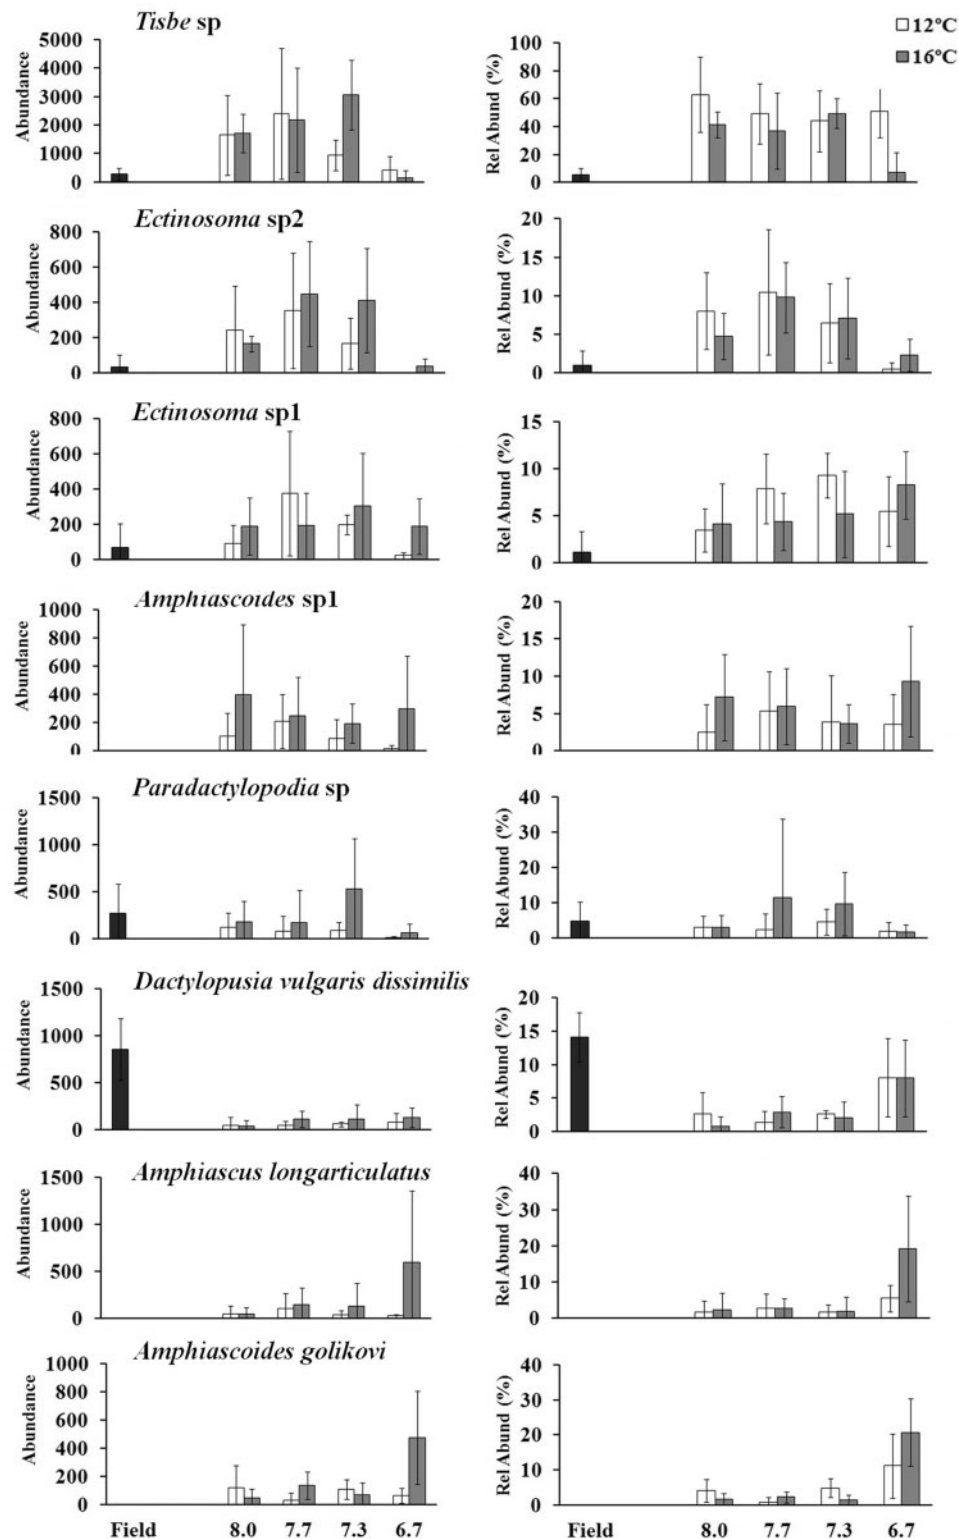 Tisbe sp
Abundance
5000
4000
3000
2000
1000
0
Rel Abund (%)
100
80
60
40
20
0
12°C
16°C
Ectinosoma sp2
Abundance
800
600
400
200
0
Rel Abund (%)
20
15
10
5
0
Ectinosoma sp1
Abundance
800
600
400
200
0
Rel Abund (%)
15
10
5
0
Amphiascoides sp1
Abundance
1000
800
600
400
200
0
Rel Abund (%)
20
15
10
5
0
Paradactylopodia sp
Abundance
1500
1000
500
0
Rel Abund (%)
40
30
20
10
0
Dactylopusia vulgaris dissimilis
Abundance
1500
1000
500
0
Rel Abund (%)
20
15
10
5
0
Amphiascus longarticulatus
Abundance
1500
1000
500
0
Rel Abund (%)
40
30
20
10
0
Amphiascoides golikovi
Abundance
1000
800
600
400
200
0
Rel Abund (%)
40
30
20
10
0
Field 8.0 7.7 7.3 6.7
Field 8.0 7.7 7.3 6.7